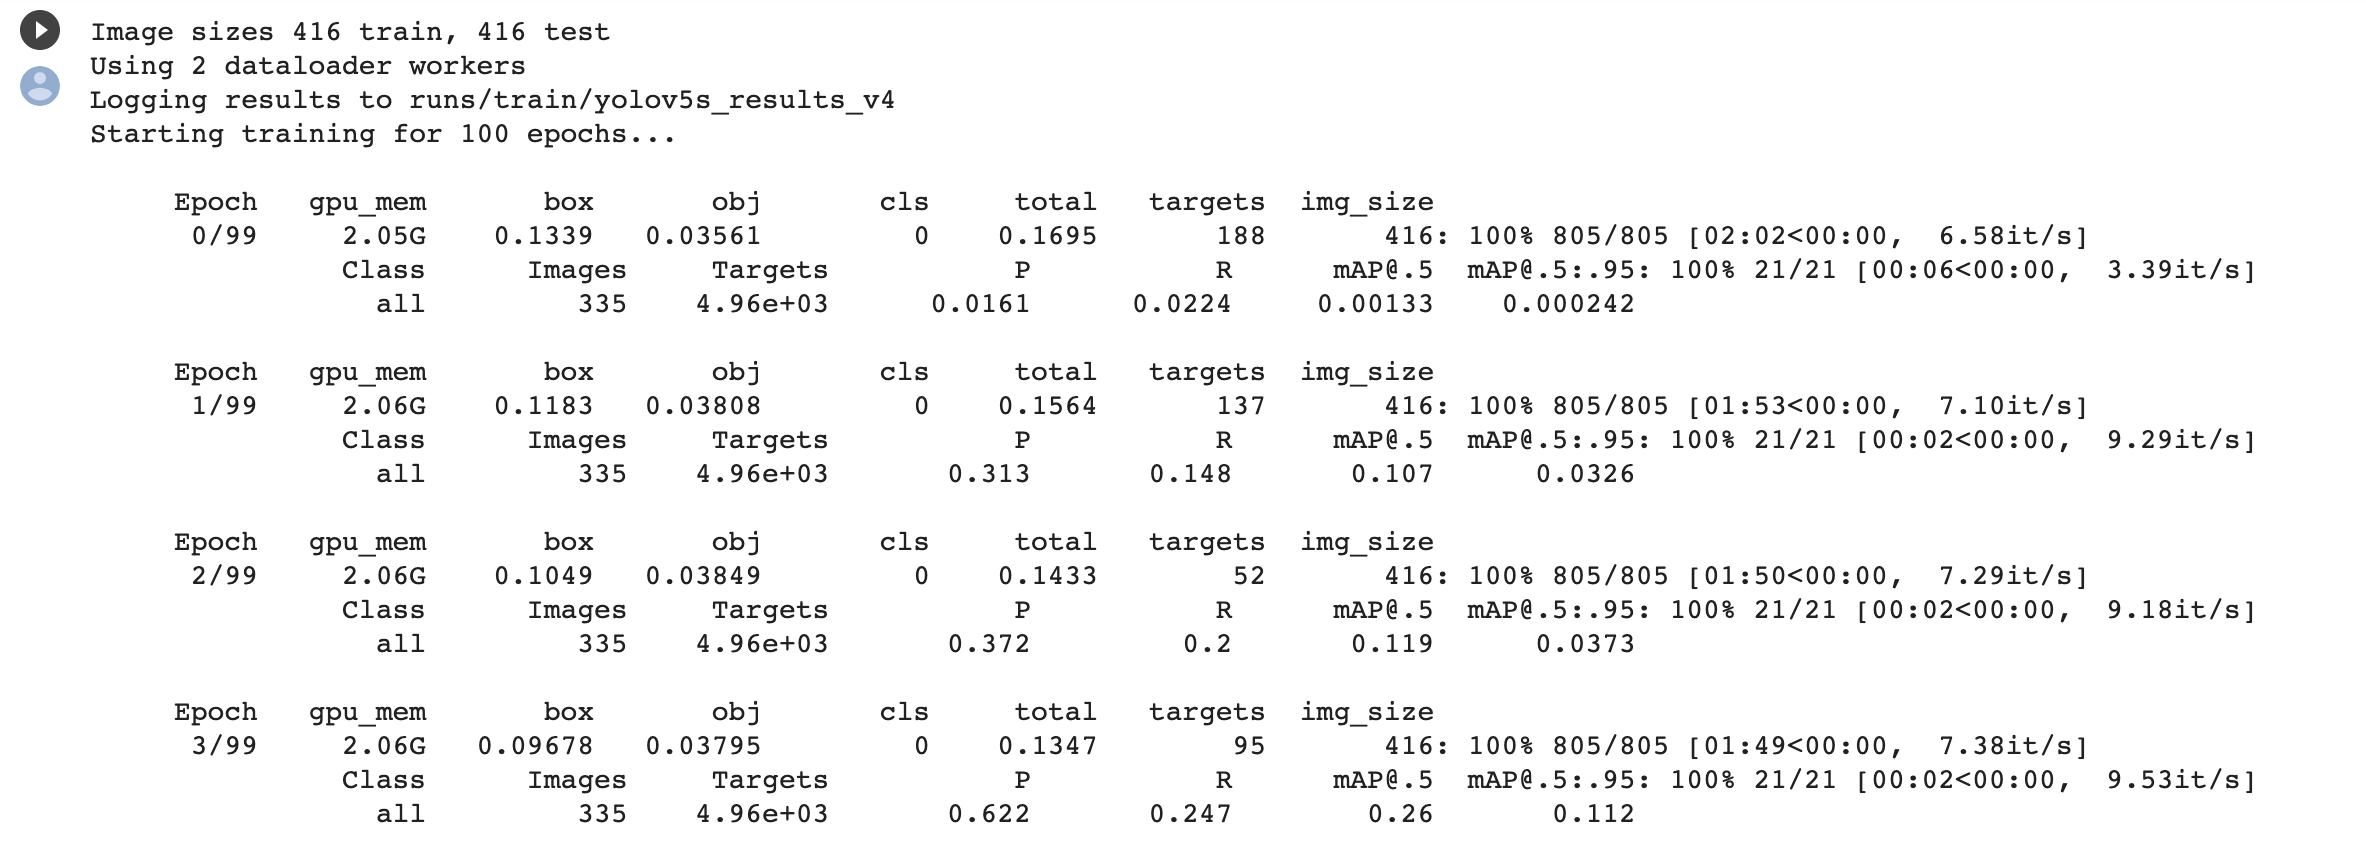 Image sizes 416 train, 416 test
Using 2 dataloader workers
Logging results to runs/train/yolov5s_results_v4
Starting training for 100 epochs...
Epoch gpu_mem box obj cls total targets img_size
0/99 2.05G 0.1339 0.03561 0 0.1695 188 416: 100% 805/805 [02:02<00:00, 6.58it/s]
Class Images Targets P R mAP@.5 mAP@.5:.95: 100% 21/21 [00:06<00:00, 3.39it/s]
all 335 4.96e+03 0.0161 0.0224 0.00133 0.000242
Epoch gpu_mem box obj cls total targets img_size
1/99 2.06G 0.1183 0.03808 0 0.1564 137 416: 100% 805/805 [01:53<00:00, 7.10it/s]
Class Images Targets P R mAP@.5 mAP@.5:.95: 100% 21/21 [00:02<00:00, 9.29it/s]
all 335 4.96e+03 0.313 0.148 0.107 0.0326
Epoch gpu_mem box obj cls total targets img_size
2/99 2.06G 0.1049 0.03849 0 0.1433 52 416: 100% 805/805 [01:50<00:00, 7.29it/s]
Class Images Targets P R mAP@.5 mAP@.5:.95: 100% 21/21 [00:02<00:00, 9.18it/s]
all 335 4.96e+03 0.372 0.2 0.119 0.0373
Epoch gpu_mem box obj cls total targets img_size
3/99 2.06G 0.09678 0.03795 0 0.1347 95 416: 100% 805/805 [01:49<00:00, 7.38it/s]
Class Images Targets P R mAP@.5 mAP@.5:.95: 100% 21/21 [00:02<00:00, 9.53it/s]
all 335 4.96e+03 0.622 0.247 0.26 0.112